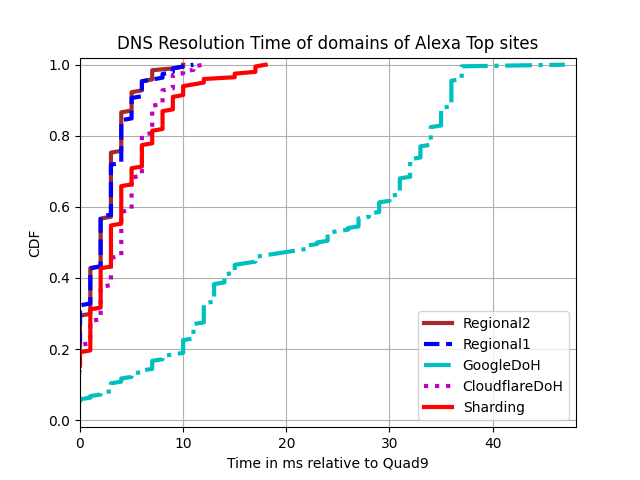 DNS Resolution Time of domains of Alexa Top sites
1.0
0.8
0.6
0.4
0.2
0.0
CDF
0
10
20
30
40
Time in ms relative to Quad9
Regional2
Regional1
GoogleDoH
CloudflareDoH
Sharding